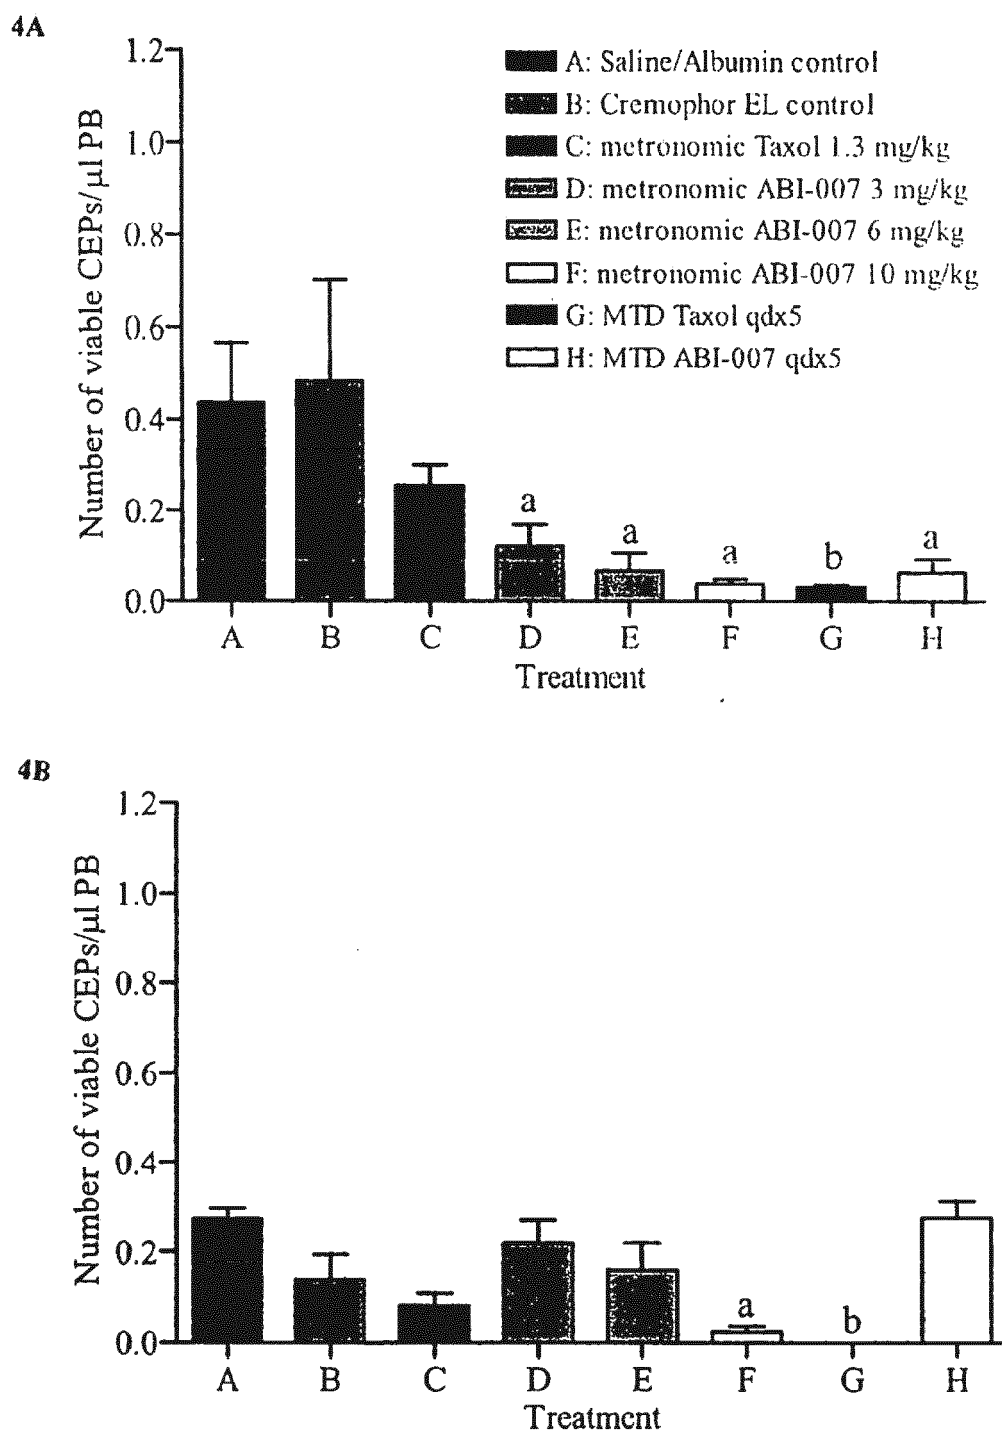 4A
Number of viable CEPs/μl PB
1.2
1.0
0.8
0.6
0.4
0.2
0.0
A: Saline/Albumin control
B: Cremophor EL control
C: metronomic Taxol 1.3 mg/kg
D: metronomic ABI-007 3 mg/kg
E: metronomic ABI-007 6 mg/kg
F: metronomic ABI-007 10 mg/kg
G: MTD Taxol qdx5
H: MTD ABI-007 qdx5
a a a b a
A B C D E F G H
Treatment
4B
Number of viable CEPs/μl PB
1.2
1.0
0.8
0.6
0.4
0.2
0.0
a b
A B C D E F G H
Treatment